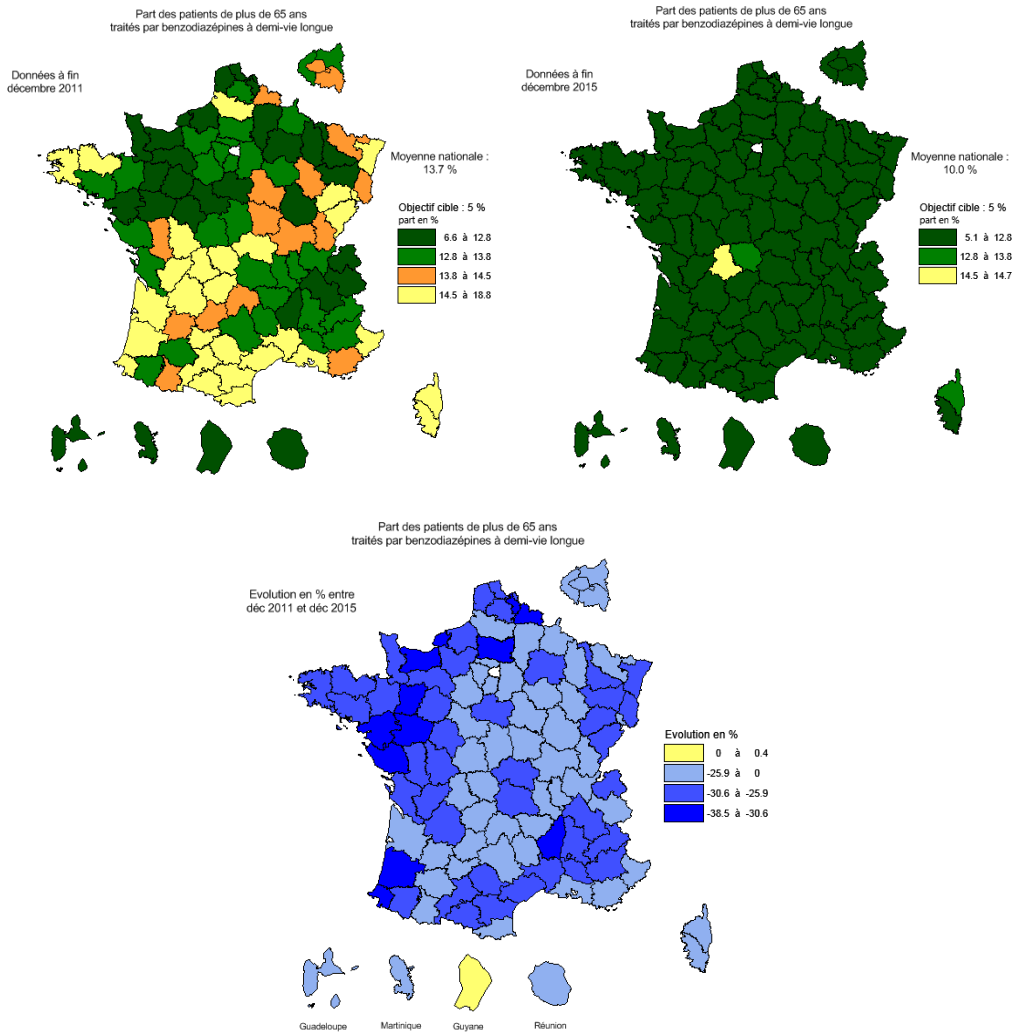 Part des patients de plus de 65 ans
traités par benzodiazépines à demi-vie longue
Données à fin
décembre 2011
Moyenne nationale :
13.7 %
Objectif cible : 5 %
part en %
6.6 à 12.8
12.8 à 13.8
13.8 à 14.5
14.5 à 18.8
Part des patients de plus de 65 ans
traités par benzodiazépines à demi-vie longue
Données à fin
décembre 2015
Moyenne nationale :
10.0 %
Objectif cible : 5 %
part en %
5.1 à 12.8
12.8 à 13.8
14.5 à 14.7
Part des patients de plus de 65 ans
traités par benzodiazépines à demi-vie longue
Evolution en % entre
déc 2011 et déc 2015
Evolution en %
0 à 0.4
-25.9 à 0
-30.6 à -25.9
-38.5 à -30.6
Guadeloupe Martinique Guyane Réunion